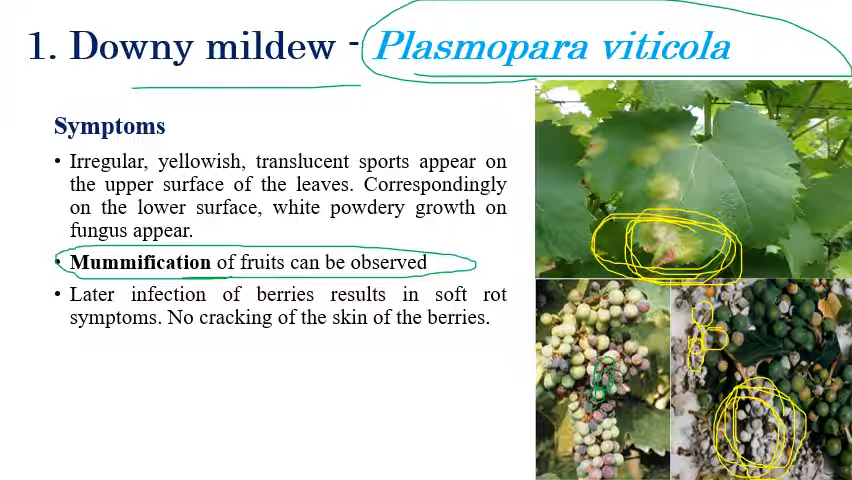 1. Downy mildew - Plasmopara viticola
Symptoms
• Irregular, yellowish, translucent sports appear on
the upper surface of the leaves. Correspondingly
on the lower surface, white powdery growth on
fungus appear.
• Mummification of fruits can be observed
• Later infection of berries results in soft rot
symptoms. No cracking of the skin of the berries.